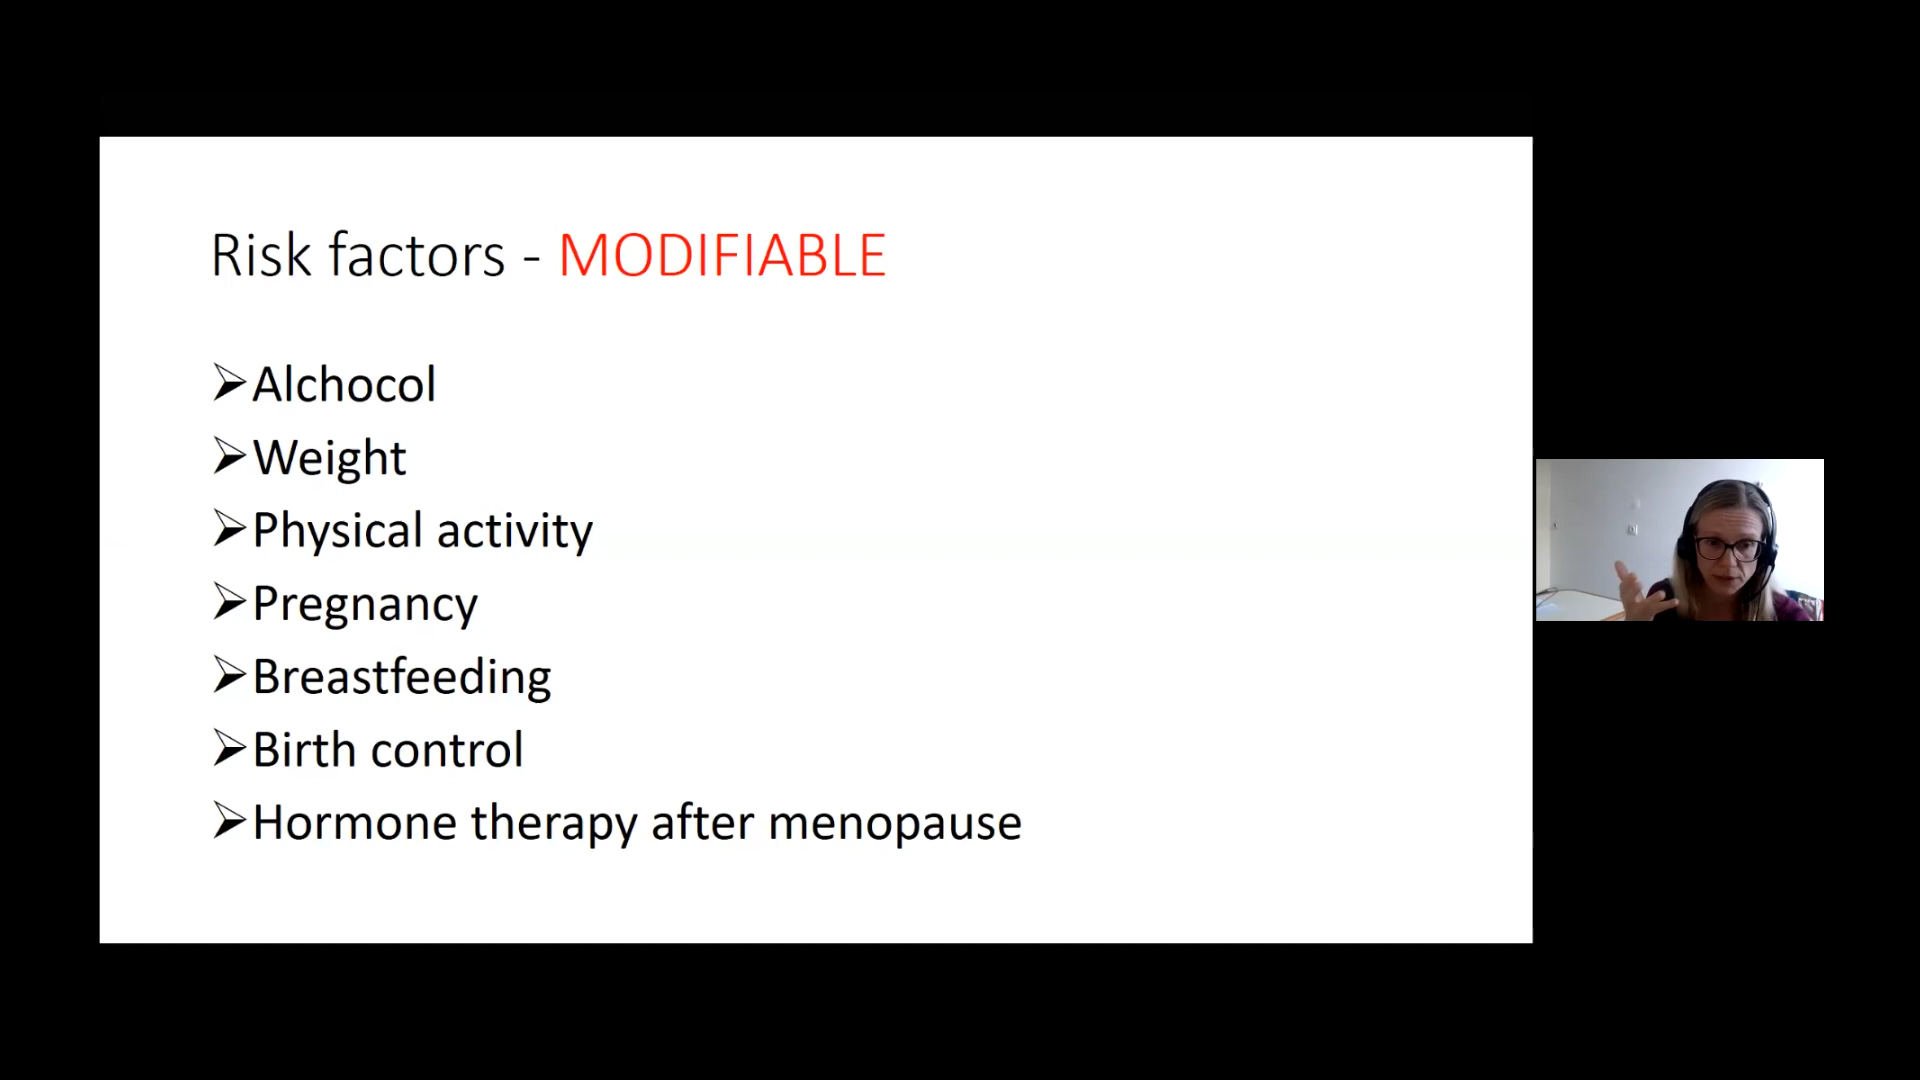 Risk factors - MODIFIABLE
➢Alchocol
➢Weight
➢Physical activity
➢Pregnancy
➢Breastfeeding
➢Birth control
➢Hormone therapy after menopause